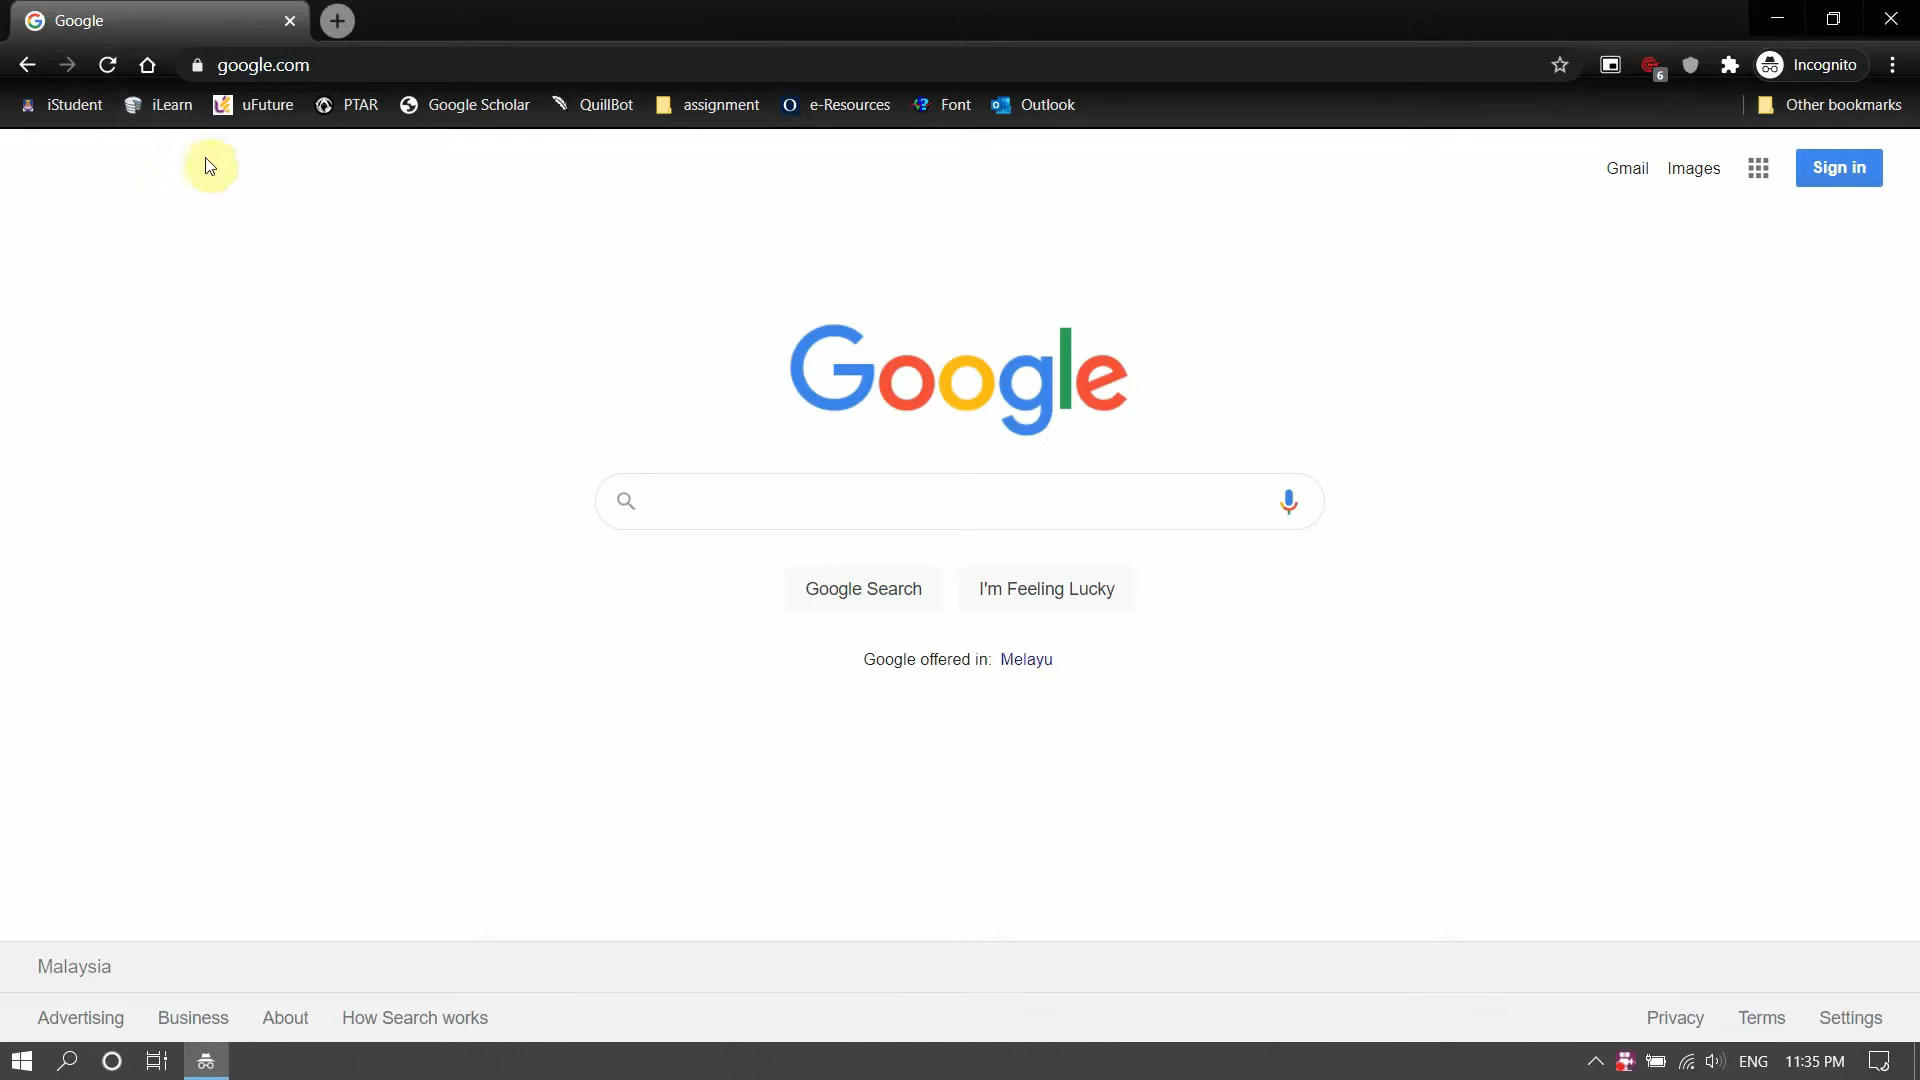 Google
google.com
6
Incognito
iStudent
iLearn
uFuture
PTAR
Google Scholar
QuillBot
assignment
e-Resources
Font
Outlook
Other bookmarks
Gmail
Images
Sign in
Google
Google Search
I'm Feeling Lucky
Google offered in: Melayu
Malaysia
Advertising
Business
About
How Search works
Privacy
Terms
Settings
ENG
11:35 PM